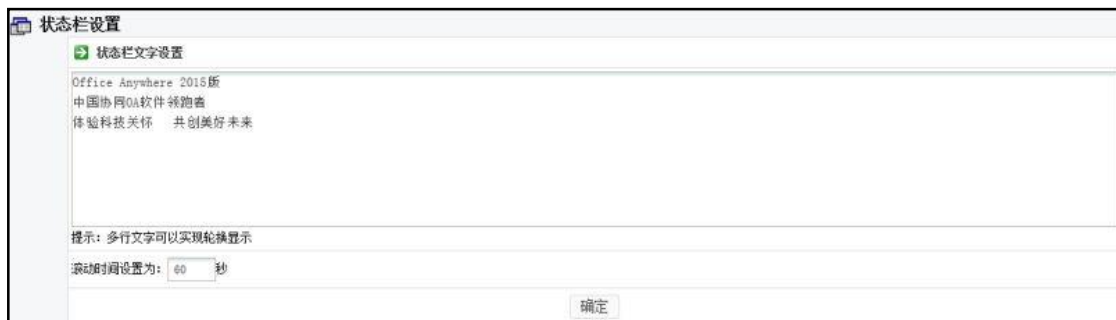 状态栏设置
状态栏文字设置
Office Anywhere 2015版
中国协同OA软件领跑者
体验科技关怀 共创美好未来
提示：多行文字可以实现轮换显示
滚动时间设置为： 60 秒
确定